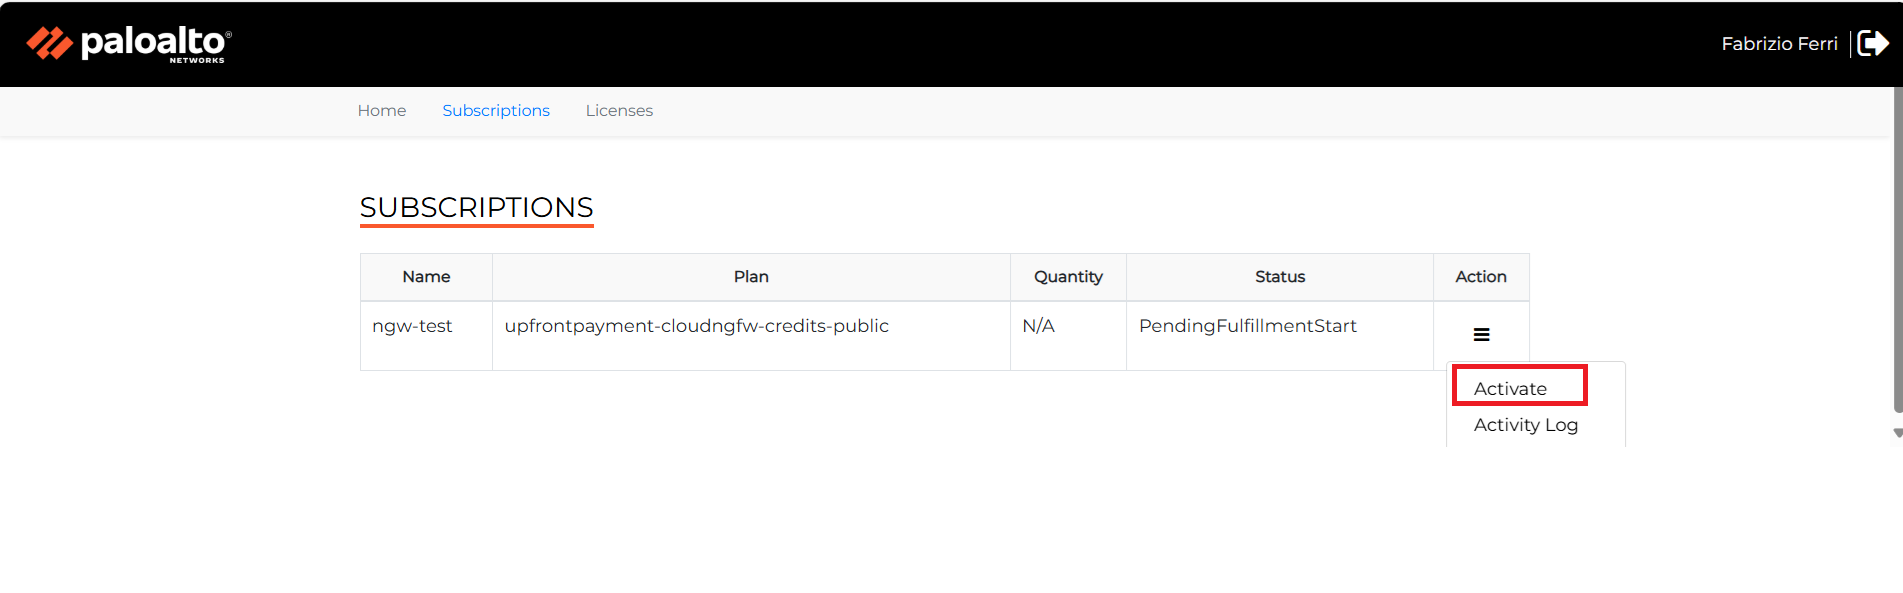 paloalto®
NETWORKS
Fabrizio Ferri
Home Subscriptions Licenses
SUBSCRIPTIONS
Name Plan Quantity Status Action
ngw-test upfrontpayment-cloudngfw-credits-public N/A PendingFulfillmentStart
Activate
Activity Log